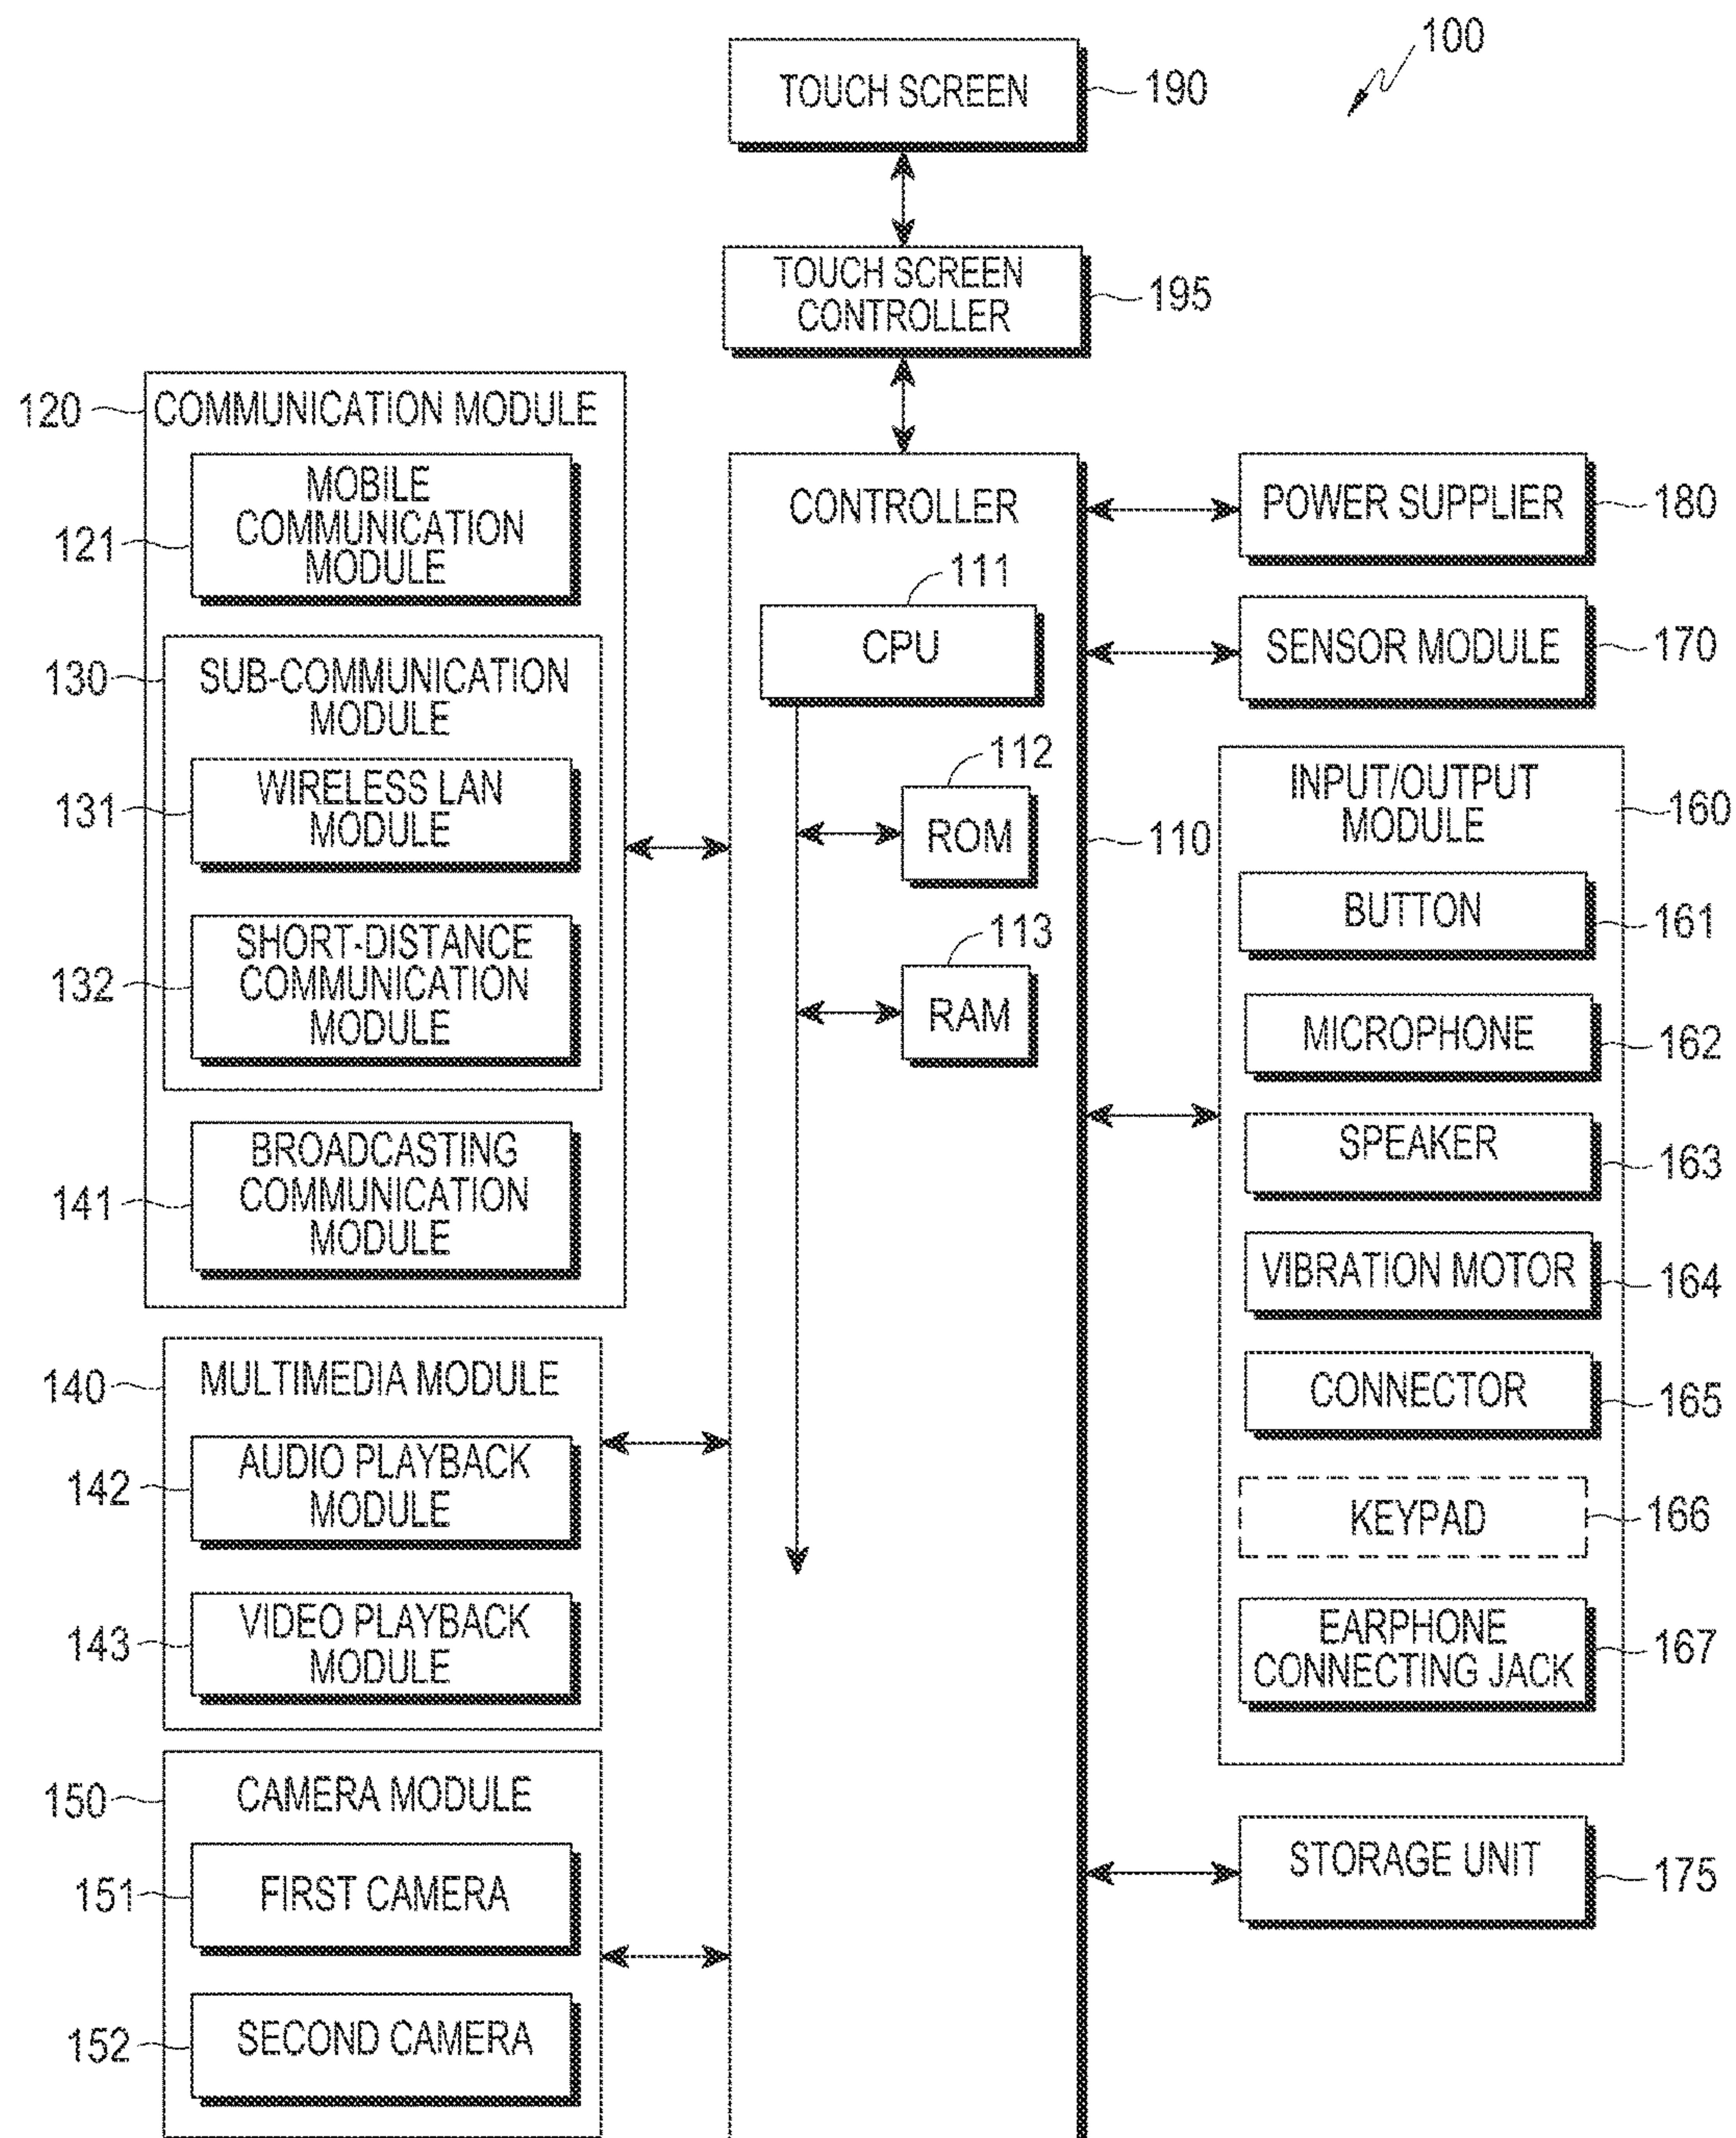 100
TOUCH SCREEN
190
TOUCH SCREEN
CONTROLLER
195
120
COMMUNICATION MODULE
MOBILE
COMMUNICATION
MODULE
121
130
SUB-COMMUNICATION
MODULE
131
WIRELESS LAN
MODULE
132
SHORT-DISTANCE
COMMUNICATION
MODULE
141
BROADCASTING
COMMUNICATION
MODULE
140
MULTIMEDIA MODULE
142
AUDIO PLAYBACK
MODULE
143
VIDEO PLAYBACK
MODULE
150
CAMERA MODULE
151
FIRST CAMERA
152
SECOND CAMERA
CONTROLLER
111
CPU
112
ROM
113
RAM
110
POWER SUPPLIER
180
SENSOR MODULE
170
INPUT/OUTPUT
MODULE
160
BUTTON
161
MICROPHONE
162
SPEAKER
163
VIBRATION MOTOR
164
CONNECTOR
165
KEYPAD
166
EARPHONE
CONNECTING JACK
167
STORAGE UNIT
175